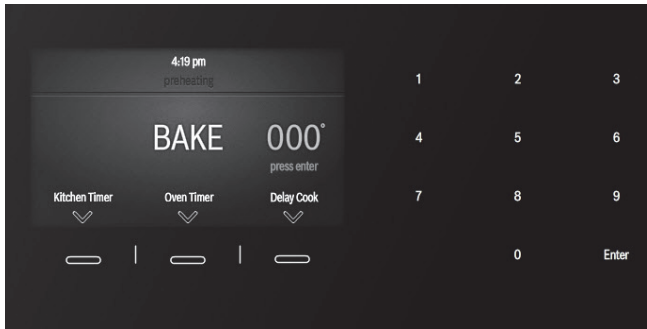 4:19 pm
preheating
BAKE 000°
press enter
Kitchen Timer Oven Timer Delay Cook
1 2 3
4 5 6
7 8 9
0 Enter